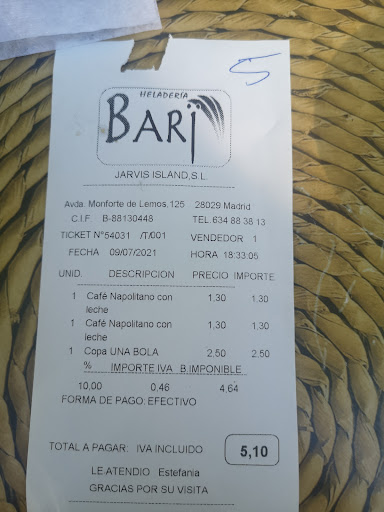 5
HELADERÍA
BARI
JARVIS ISLAND,S.L.
Avda. Monforte de Lemos,125 28029 Madrid
C.I.F. B-88130448 TEL.634 88 38 13
TICKET Nº54031 /T/001 VENDEDOR 1
FECHA 09/07/2021 HORA 18:33:05
UNID. DESCRIPCION PRECIO IMPORTE
1 Café Napolitano con 1,30 1,30
leche
1 Café Napolitano con 1,30 1,30
leche
1 Copa UNA BOLA 2,50 2,50
% IMPORTE IVA B.IMPONIBLE
10,00 0,46 4,64
FORMA DE PAGO: EFECTIVO
TOTAL A PAGAR: IVA INCLUIDO 5,10
LE ATENDIO Estefania
GRACIAS POR SU VISITA